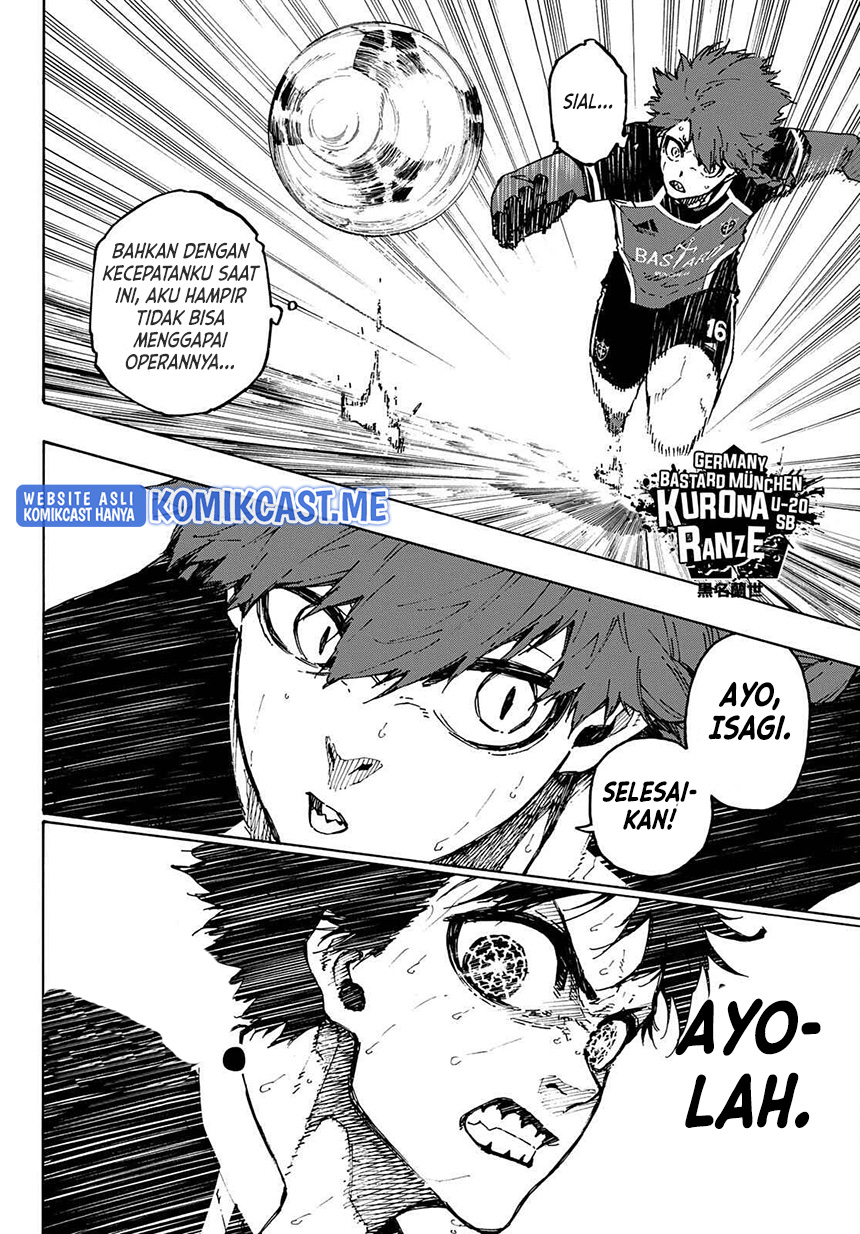 SIAL...
BAHKAN DENGAN
KECEPATANKU SAAT
INI, AKU HAMPIR
TIDAK BISA
MENGGAPAI
OPERANNYA...
BASTARD
MÜNCHEN
16
GERMANY
BASTARD MÜNCHEN
KURONA U-20
SB
RANZE
黒名蘭世
WEBSITE ASLI
KOMIKCAST HANYA
KOMIKCAST.ME
AYO,
ISAGI.
SELESAI-
KAN!
AYO-
LAH.